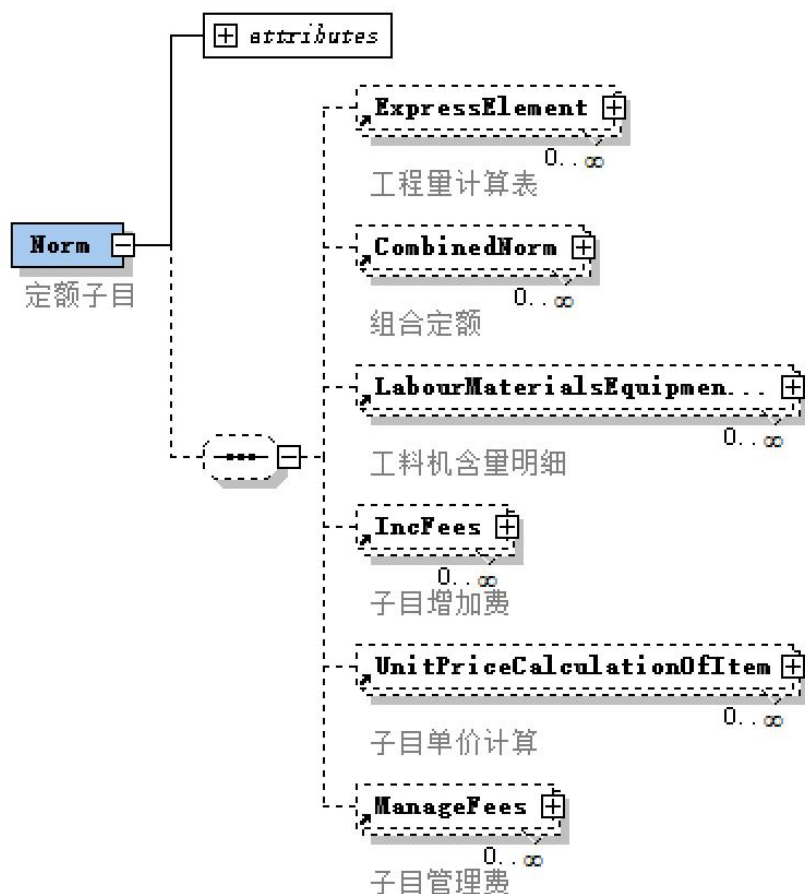 attributes
ExpressElement
0..∞
工程量计算表
Norm
定额子目
CombinedNorm
0..∞
组合定额
LabourMaterialsEquipmen...
0..∞
工料机含量明细
IncFees
0..∞
子目增加费
UnitPriceCalculationOfItem
0..∞
子目单价计算
ManageFees
0..∞
子目管理费